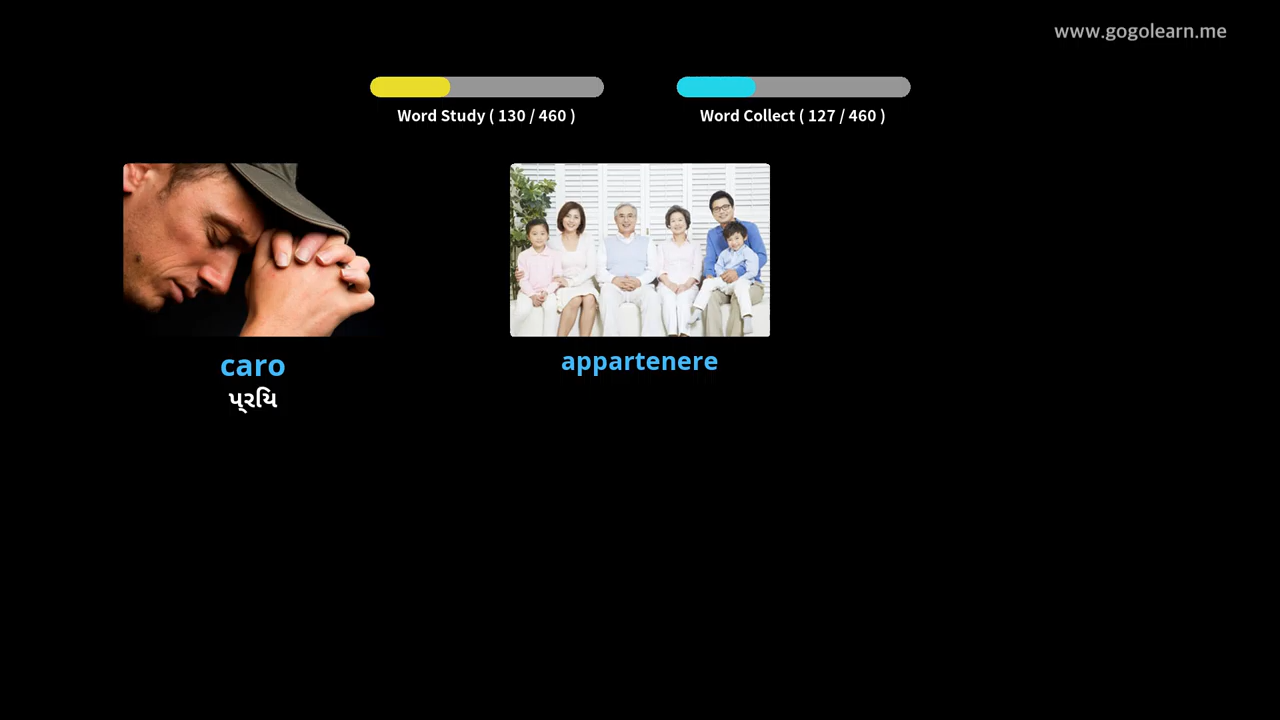 www.gogolearn.me
Word Study ( 130 / 460 )
Word Collect ( 127 / 460 )
caro
appartenere
પ્રિય